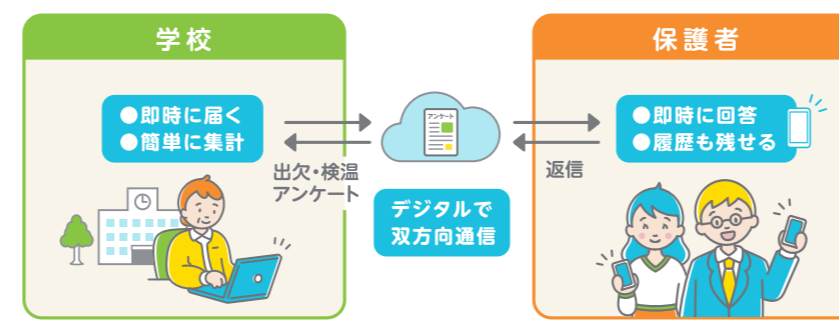 学校
●即時に届く
●簡単に集計
出欠・検温
アンケート
アンケート
デジタルで
双方向通信
返信
保護者
●即時に回答
●履歴も残せる